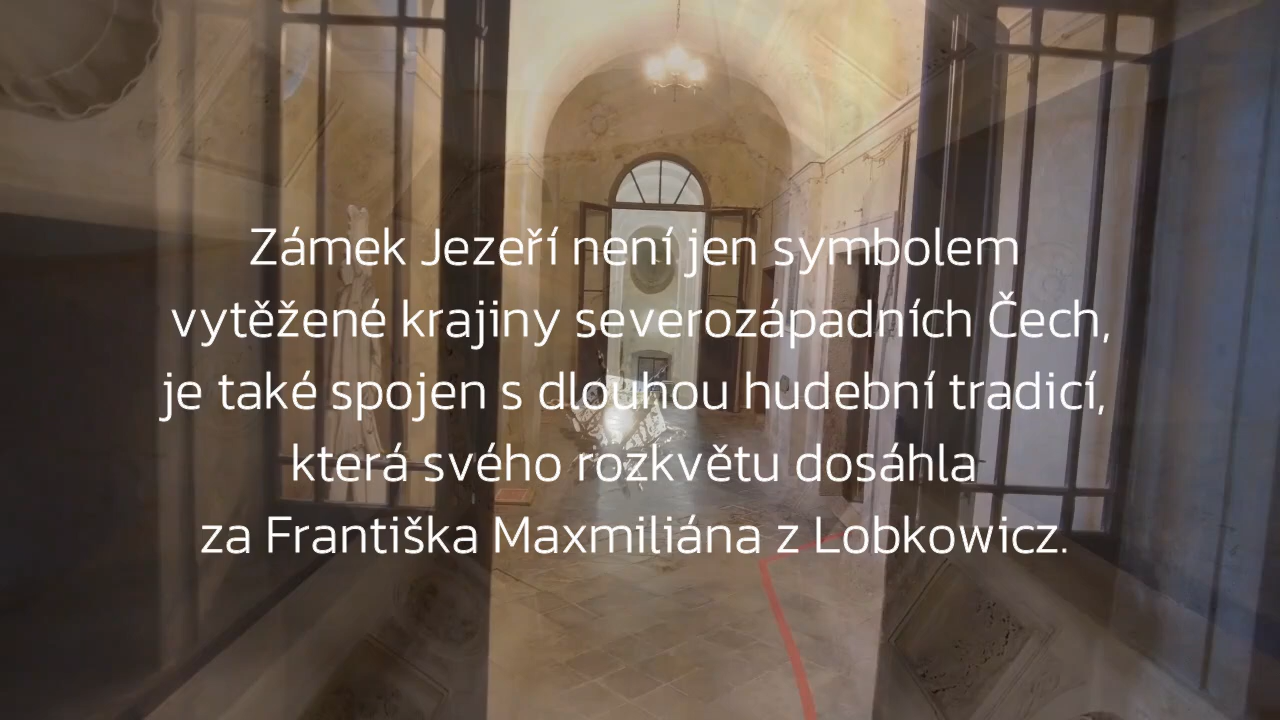 Zámek Jezeří není jen symbolem
vytěžené krajiny severozápadních Čech,
je také spojen s dlouhou hudební tradicí,
která svého rozkvětu dosáhla
za Františka Maxmiliána z Lobkowicz.